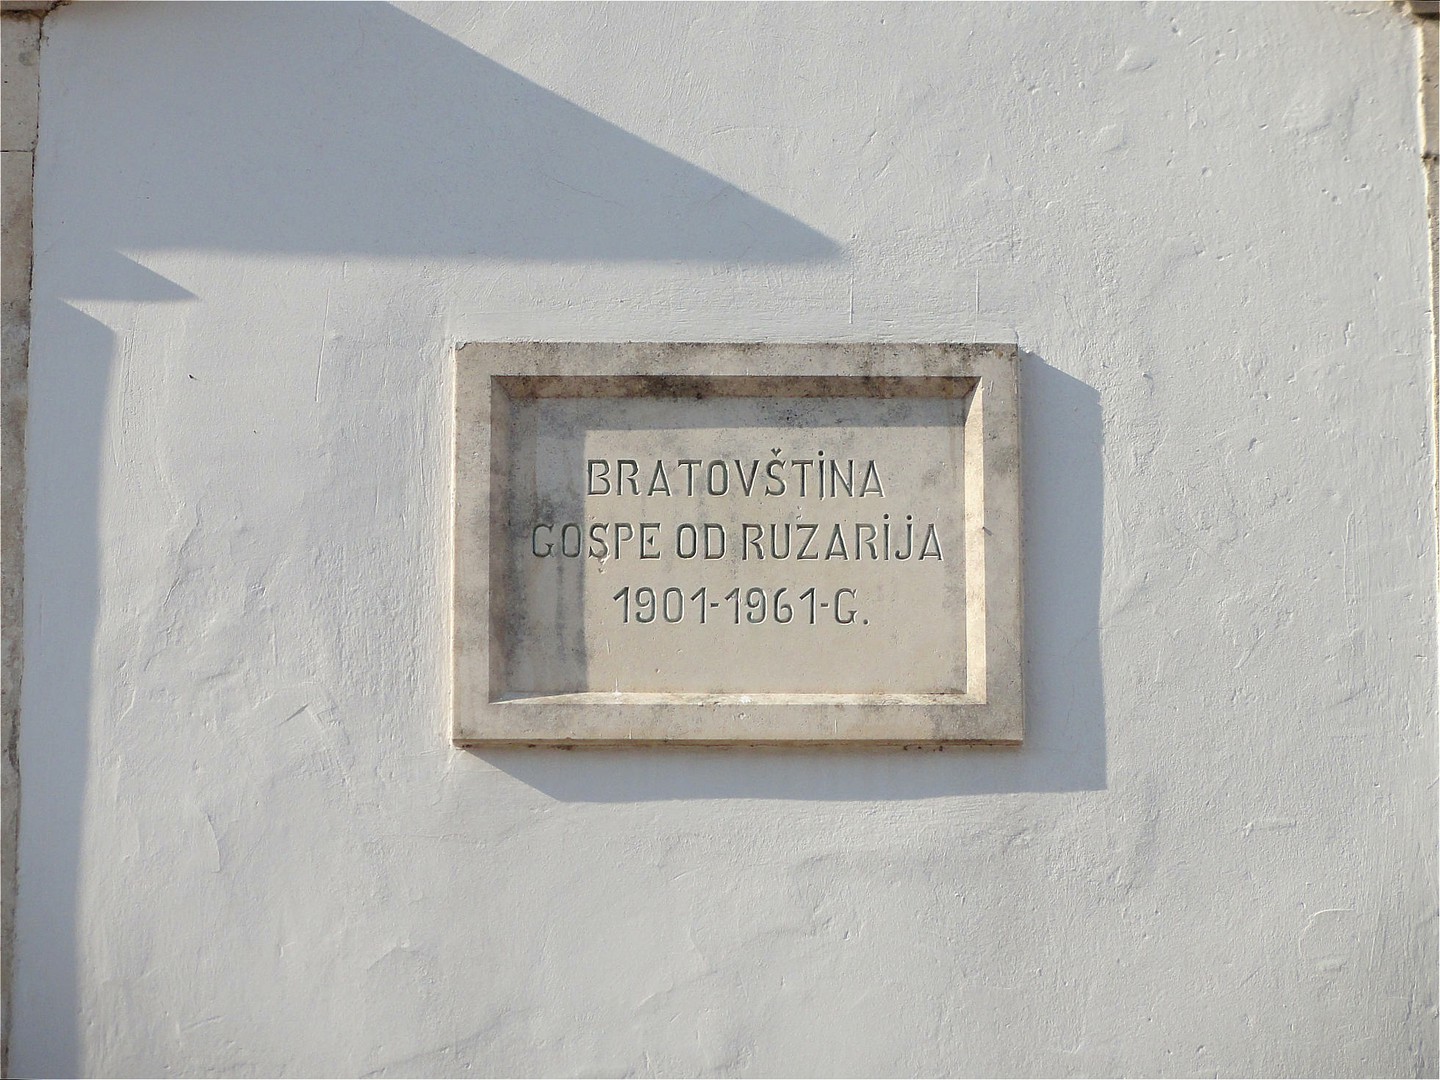 BRATOVŠTINA
GOSPE OD RUZARIJA
1901-1961-G.